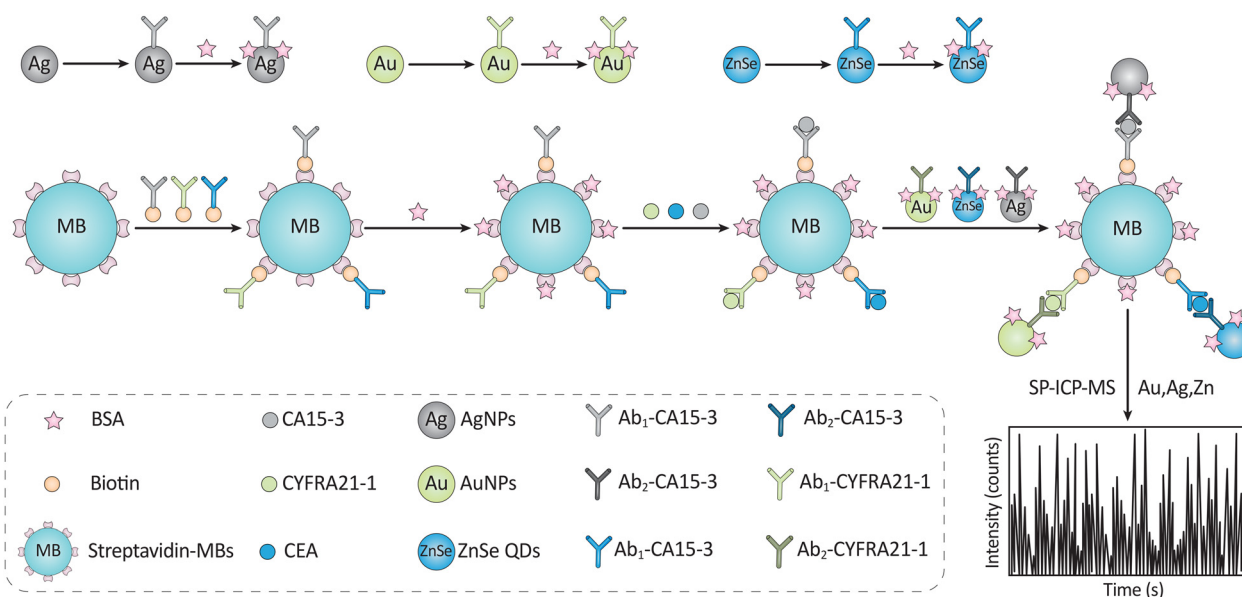 Ag
Ag
Ag
Au
Au
Au
ZnSe
ZnSe
ZnSe
MB
MB
MB
MB
Au
ZnSe
Ag
MB
SP-ICP-MS
Au,Ag,Zn
BSA
CA15-3
Ag
AgNPs
Ab₁-CA15-3
Ab₂-CA15-3
Biotin
CYFRA21-1
Au
AuNPs
Ab₂-CA15-3
Ab₁-CYFRA21-1
MB
Streptavidin-MBs
CEA
ZnSe
ZnSe QDs
Ab₁-CA15-3
Ab₂-CYFRA21-1
Intensity (counts)
Time (s)